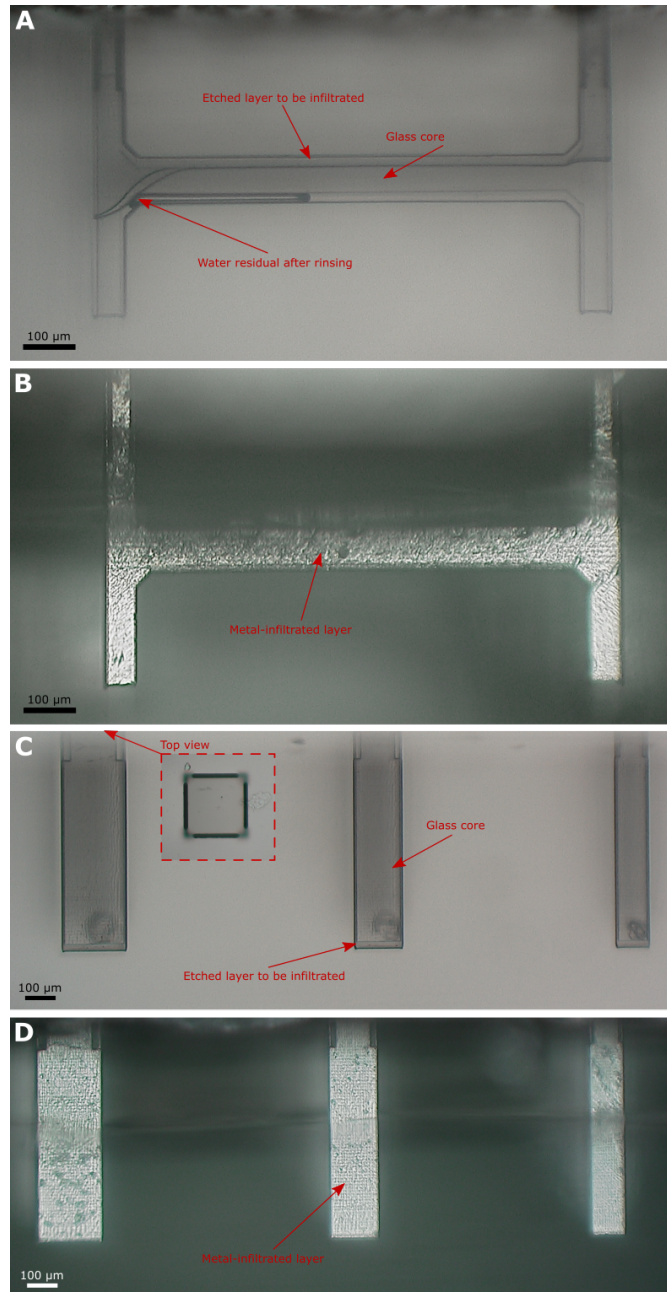 A
Etched layer to be infiltrated
Glass core
Water residual after rinsing
100 µm
B
Metal-infiltrated layer
100 µm
C
Top view
Glass core
Etched layer to be infiltrated
100 µm
D
Metal-infiltrated layer
100 µm